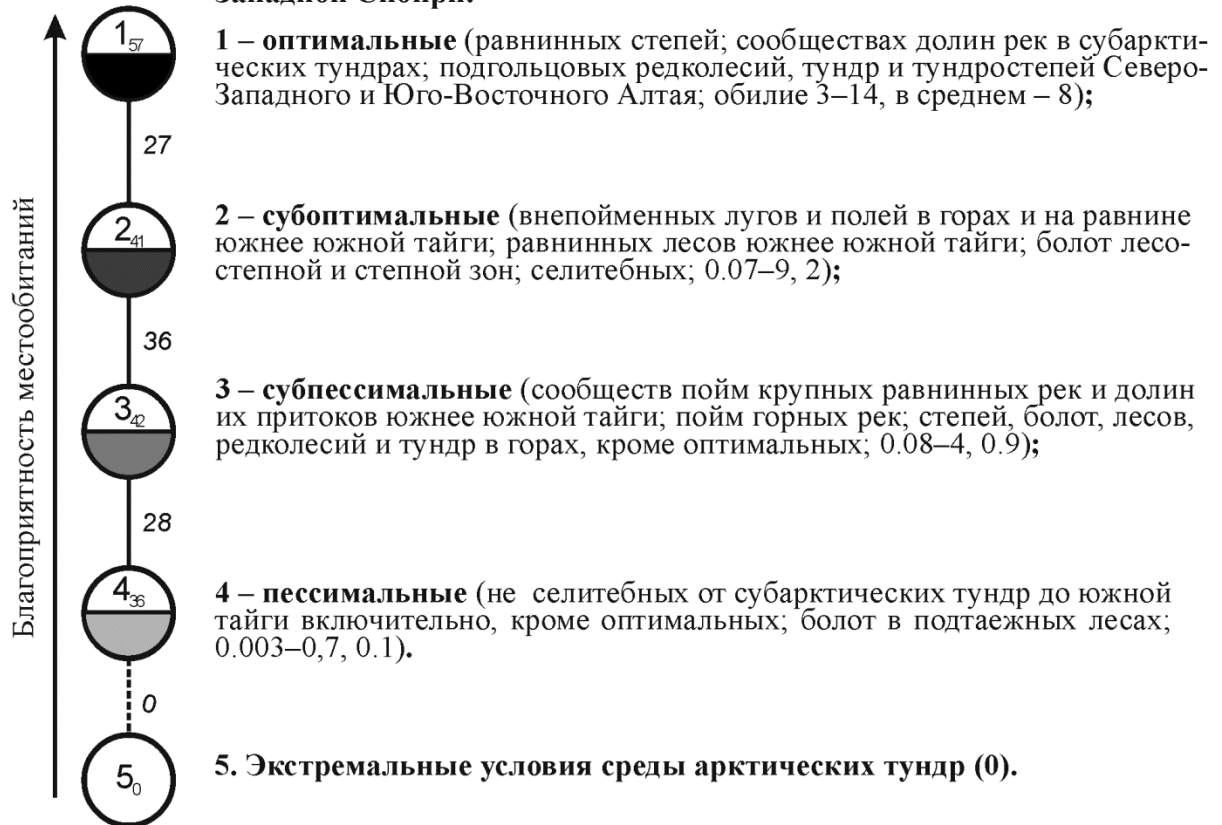 Западной Сибири:
1 – оптимальные (равнинных степей; сообществах долин рек в субаркти-
ческих тундрах; подгольцовых редколесий, тундр и тундростепей Северо-
Западного и Юго-Восточного Алтая; обилие 3–14, в среднем – 8);
2 – субоптимальные (внепойменных лугов и полей в горах и на равнине
южнее южной тайги; равнинных лесов южнее южной тайги; болот лесо-
степной и степной зон; селитебных; 0.07–9, 2);
3 – субпессимальные (сообществ пойм крупных равнинных рек и долин
их притоков южнее южной тайги; пойм горных рек; степей, болот, лесов,
редколесий и тундр в горах, кроме оптимальных; 0.08–4, 0.9);
4 – пессимальные (не селитебных от субарктических тундр до южной
тайги включительно, кроме оптимальных; болот в подтаежных лесах;
0.003–0,7, 0.1).
5. Экстремальные условия среды арктических тундр (0).
Благоприятность местообитаний
1 57
27
2 41
36
3 42
28
4 36
0
5 0